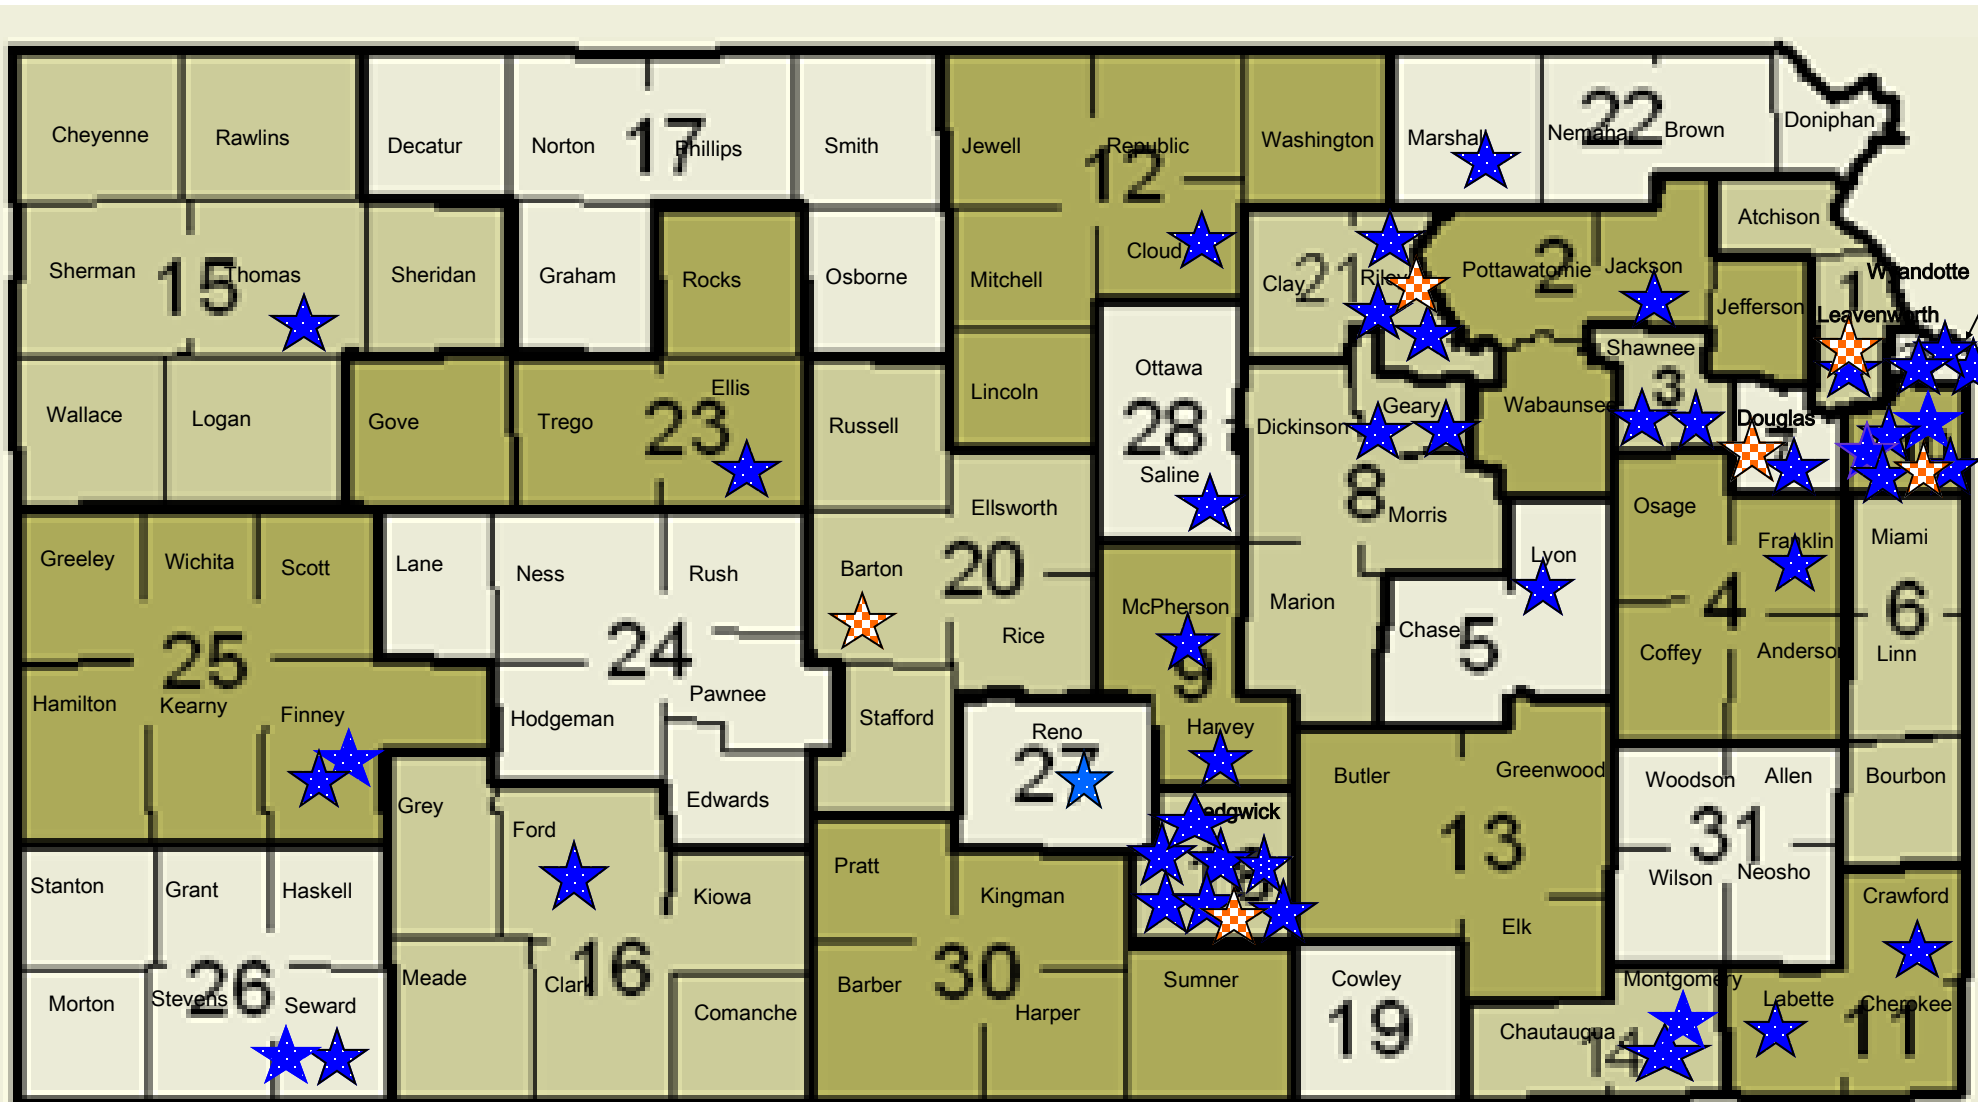 Cheyenne
Rawlins
Decatur
Norton
17
Phillips
Smith
Jewell
Republic
12
Washington
Marshall
Nemaha
22
Brown
Doniphan
Sherman
15
Thomas
Sheridan
Graham
Rocks
Osborne
Mitchell
Cloud
Clay
21
Riley
Pottawatomie
2
Jackson
Atchison
Jefferson
1
Wyandotte
Leavenworth
Wallace
Logan
Gove
Trego
Ellis
23
Russell
Lincoln
Ottawa
28
Saline
Dickinson
Geary
8
Morris
Wabaunsee
Shawnee
3
Douglas
7
Greeley
Wichita
Scott
Lane
Ness
Rush
Barton
Ellsworth
20
Rice
McPherson
9
Harvey
Marion
Lyon
Chase
5
Osage
Franklin
4
Coffey
Anderson
Miami
6
Linn
25
Hamilton
Kearny
Finney
24
Hodgeman
Pawnee
Edwards
Stafford
Reno
27
Butler
Greenwood
13
Elk
Woodson
Allen
31
Wilson
Neosho
Bourbon
Grey
Ford
Kiowa
Pratt
Kingman
edgwick
Crawford
Stanton
Grant
Haskell
26
Morton
Stevens
Seward
Meade
Clark
16
Comanche
Barber
30
Harper
Sumner
Cowley
19
Chautauqua
14
Montgomery
Labette
Cherokee
11